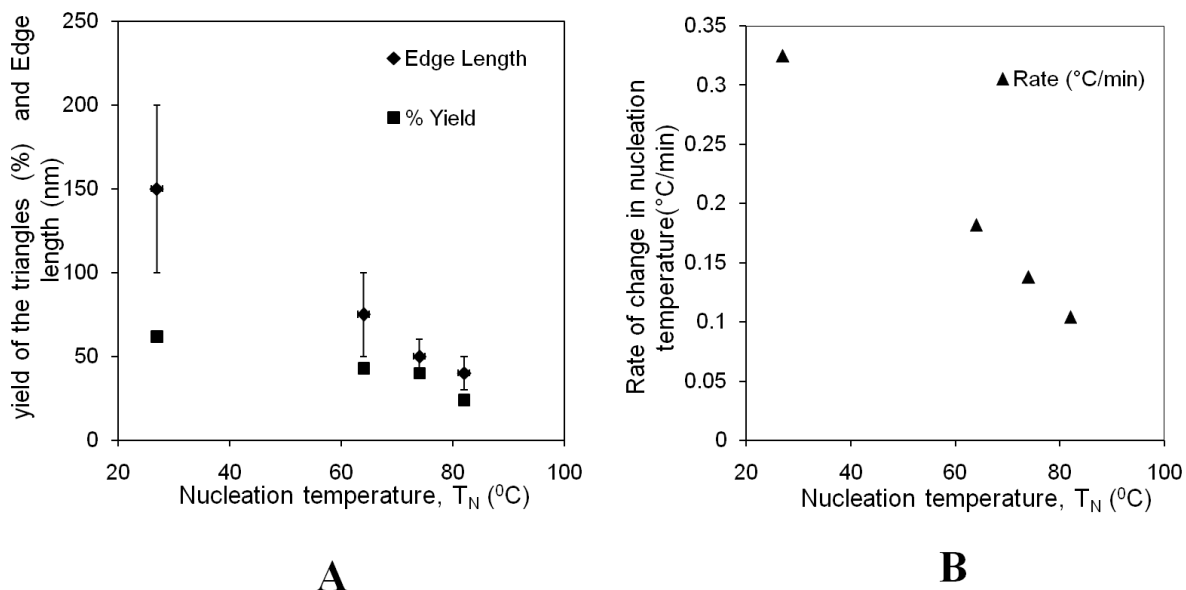 yield of the triangles (%) and Edge
length (nm)
250
200
150
100
50
0
20 40 60 80 100
Edge Length
% Yield
Nucleation temperature, TN (0C)
A
Rate of change in nucleation
temperature(°C/min)
0.35
0.3
0.25
0.2
0.15
0.1
0.05
0
20 40 60 80 100
Rate (°C/min)
Nucleation temperature, TN (0C)
B